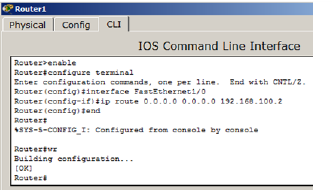 Router1
Physical Config CLI
IOS Command Line Interface
Router>enable
Router#configure terminal
Enter configuration commands, one per line.  End with CNTL/Z.
Router(config)#interface FastEthernet1/0
Router(config-if)#ip route 0.0.0.0 0.0.0.0 192.168.100.2
Router(config)#end
Router#
%SYS-5-CONFIG_I: Configured from console by console
Router#wr
Building configuration...
[OK]
Router#